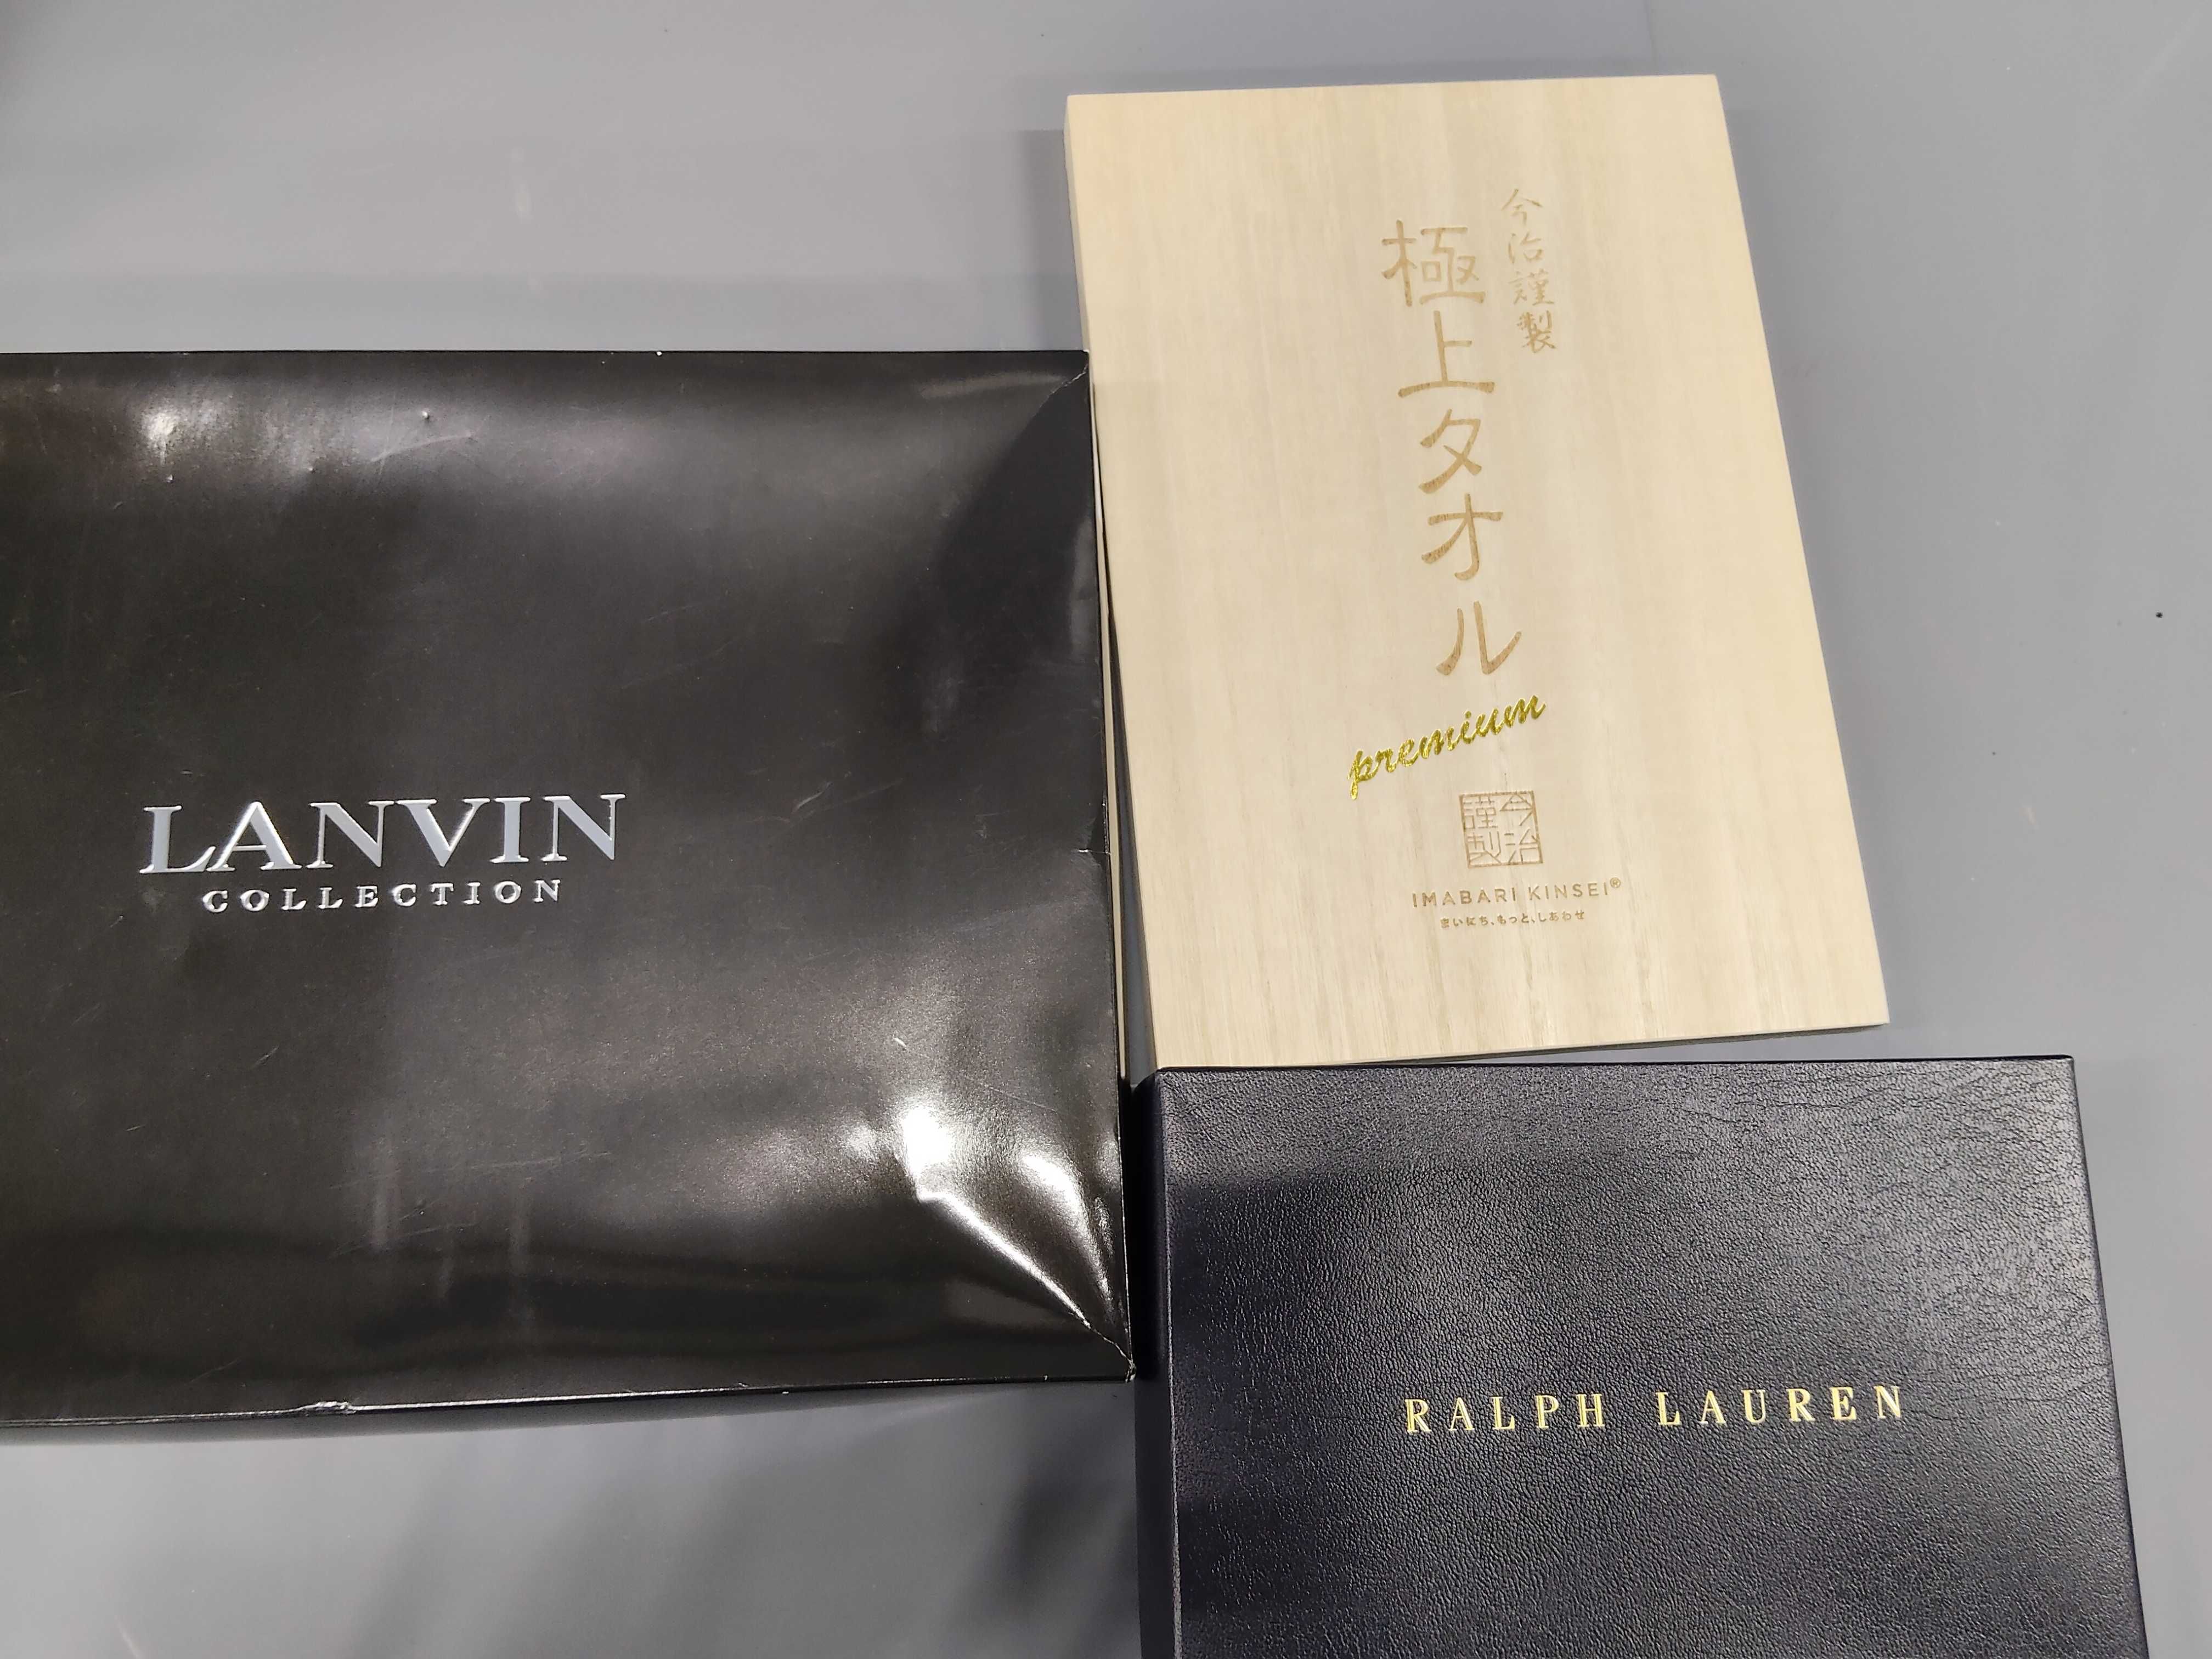 LANVIN
COLLECTION
今治謹製
極上タオル
premium
今治
謹製
IMABARI KINSEI®
まいにち、もっと、しあわせ
RALPH LAUREN